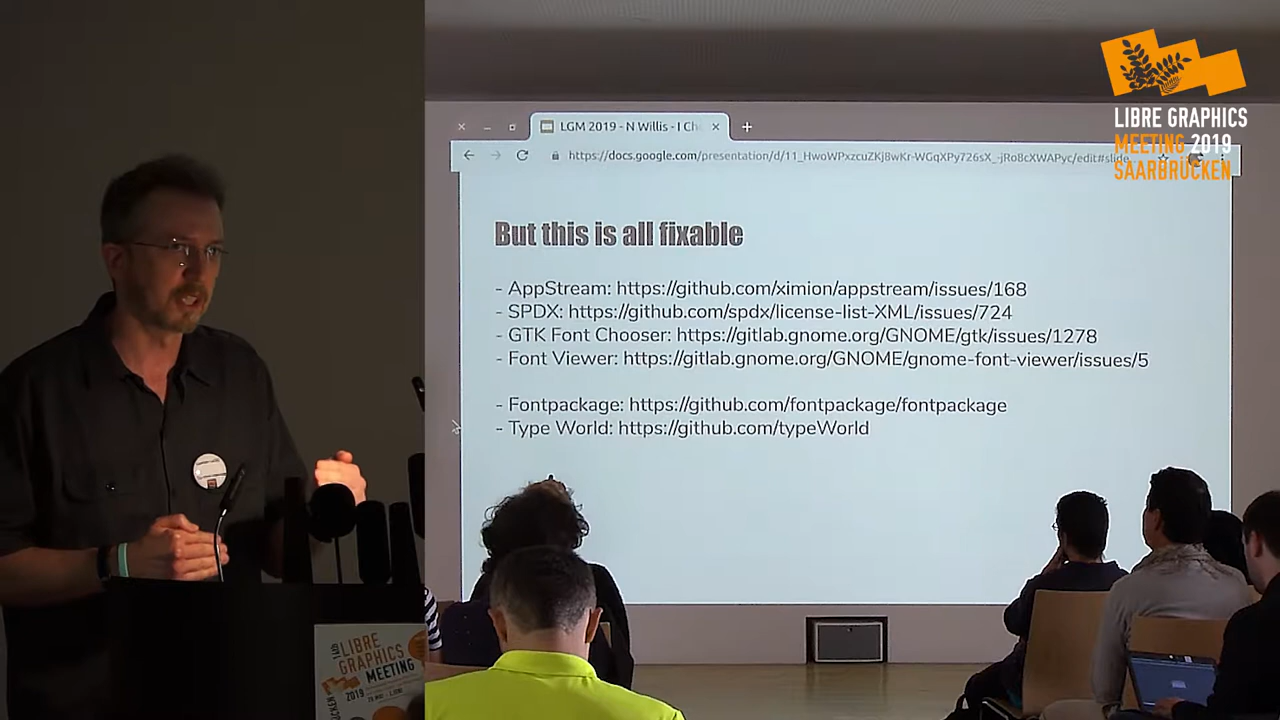 LGM 2019 - N Willis - I Ch
https://docs.google.com/presentation/d/11_HwoWPxzcuZKj8wKr-WGqXPy726sX_-jRo8cXWAPyc/edit#slide
LIBRE GRAPHICS
MEETING 2019
SAARBRÜCKEN
But this is all fixable
- AppStream: https://github.com/ximion/appstream/issues/168
- SPDX: https://github.com/spdx/license-list-XML/issues/724
- GTK Font Chooser: https://gitlab.gnome.org/GNOME/gtk/issues/1278
- Font Viewer: https://gitlab.gnome.org/GNOME/gnome-font-viewer/issues/5
- Fontpackage: https://github.com/fontpackage/fontpackage
- Type World: https://github.com/typeWorld
LIBRE
GRAPHICS
MEETING
2019